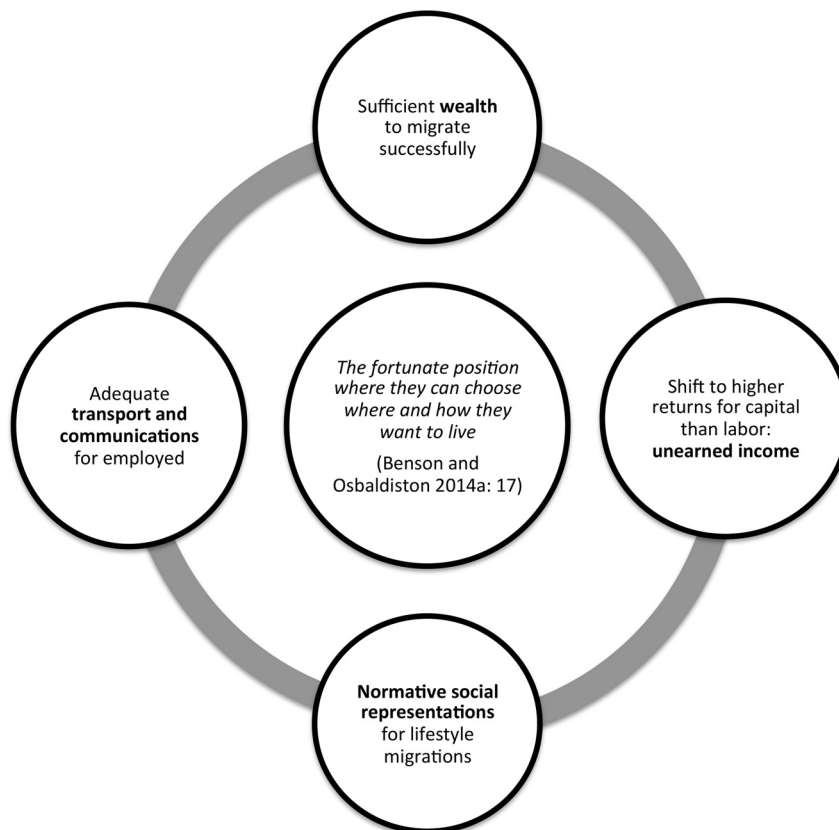 Sufficient wealth
to migrate
successfully
The fortunate position
where they can choose
where and how they
want to live
(Benson and
Osbaldiston 2014a: 17)
Adequate
transport and
communications
for employed
Shift to higher
returns for capital
than labor:
unearned income
Normative social
representations
for lifestyle
migrations